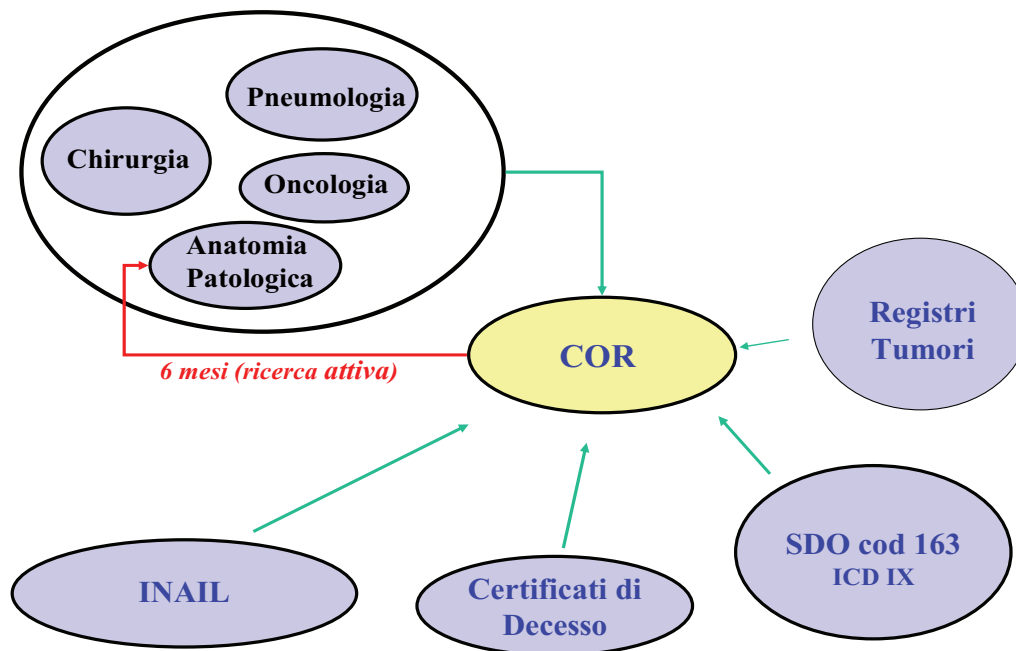 Pneumologia
Chirurgia
Oncologia
Anatomia
Patologica
Registri
Tumori
COR
6 mesi (ricerca attiva)
SDO cod 163
ICD IX
INAIL
Certificati di
Decesso